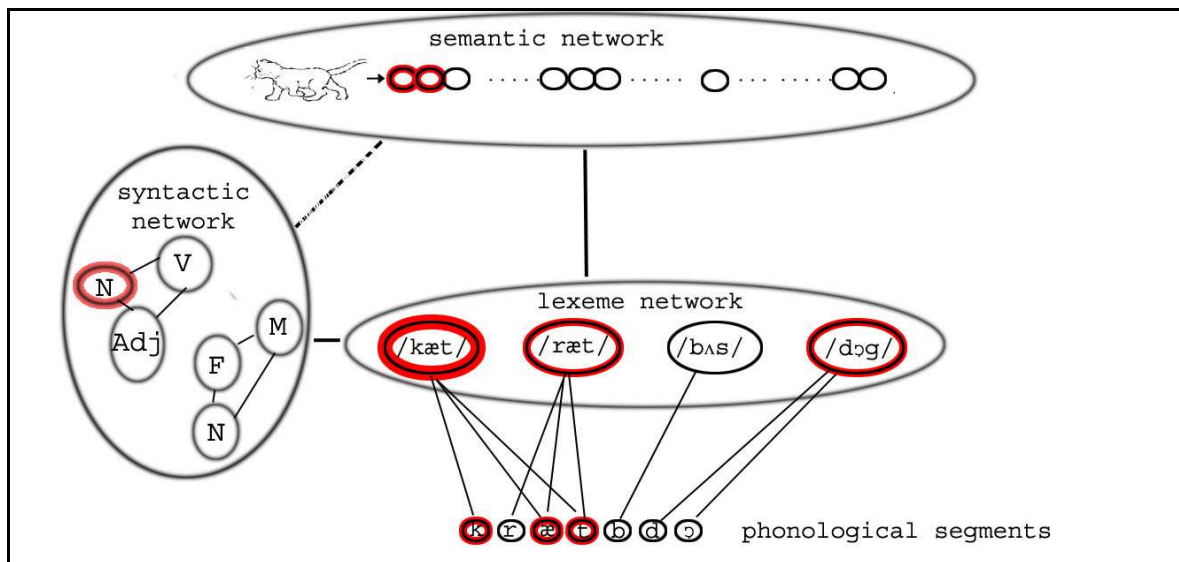 semantic network
syntactic
network
V
N
Adj
M
F
N
lexeme network
/kæt/ /ræt/ /bʌs/ /dɔg/
k r æ t b d ɔ phonological segments